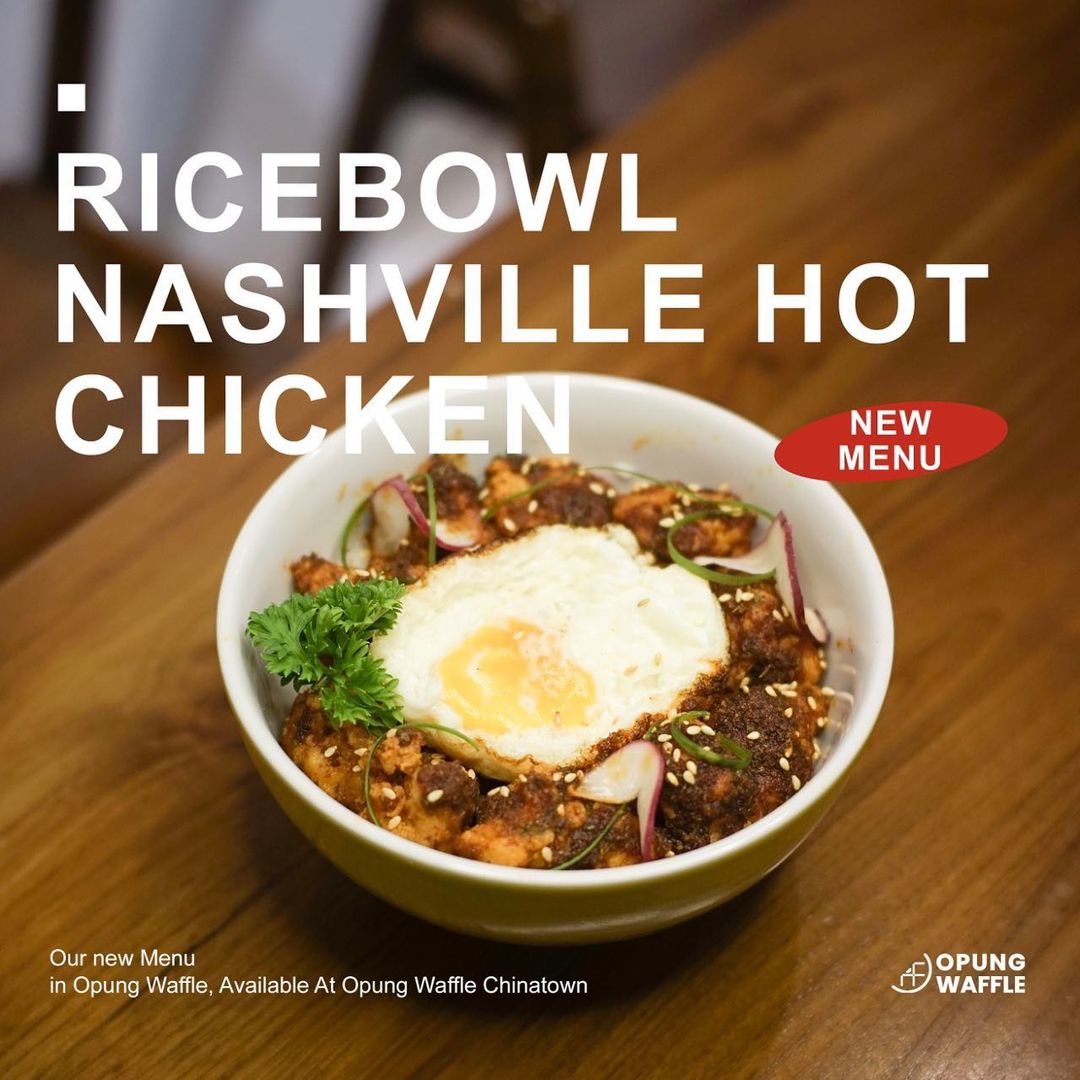 RICEBOWL
NASHVILLE HOT
CHICKEN
NEW
MENU
Our new Menu
in Opung Waffle, Available At Opung Waffle Chinatown
OPUNG
WAFFLE